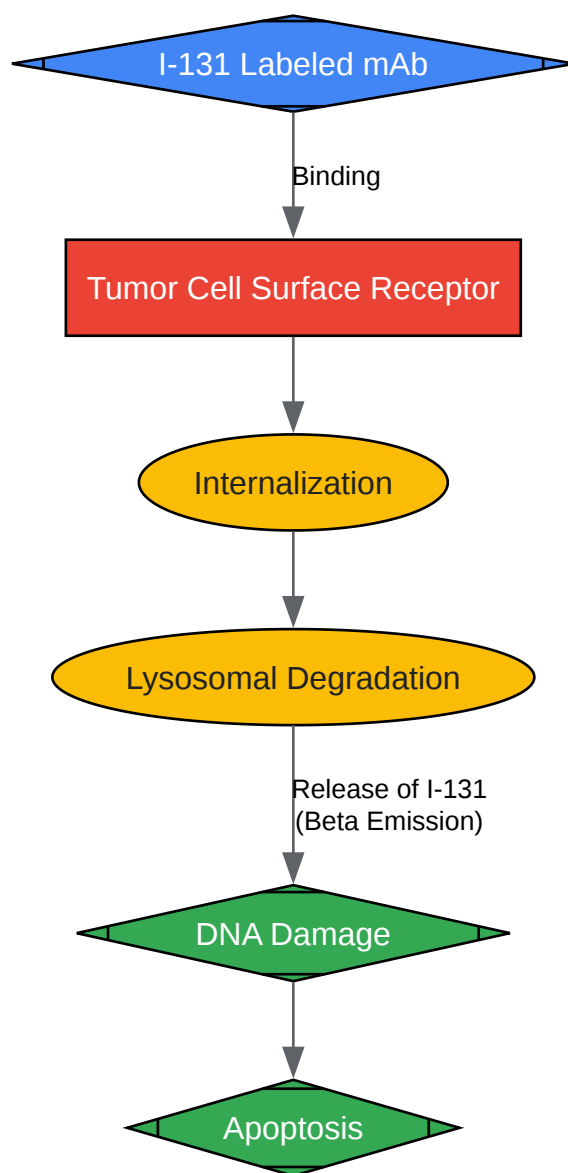 I-131 Labeled mAb
Binding
Tumor Cell Surface Receptor
Internalization
Lysosomal Degradation
Release of I-131
(Beta Emission)
DNA Damage
Apoptosis